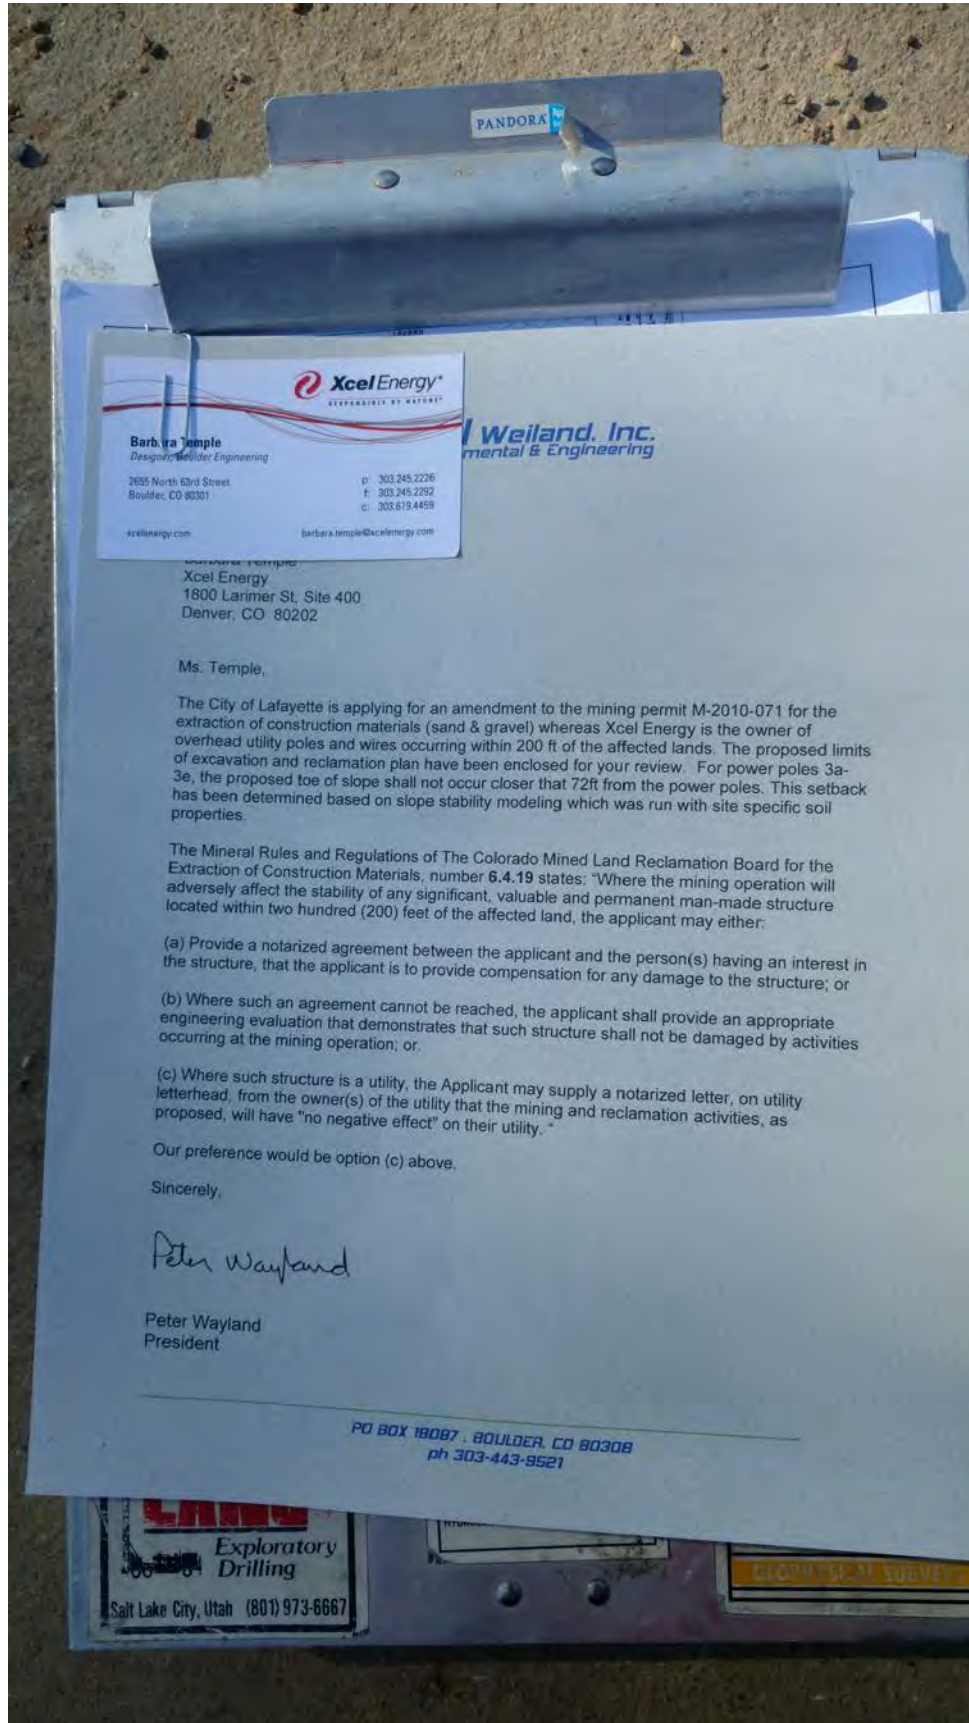 PANDORA
Xcel Energy
RESPONSIBLE BY NATURE
Barbara Temple
Designer, Boulder Engineering
2655 North 63rd Street
Boulder, CO 80301
p: 303.245.2226
f: 303.245.2292
c: 303.619.4459
xcelenergy.com
barbara.temple@xcelenergy.com
Weiland, Inc.
mental & Engineering
Barbara Temple
Xcel Energy
1800 Larimer St, Site 400
Denver, CO 80202
Ms. Temple,
The City of Lafayette is applying for an amendment to the mining permit M-2010-071 for the
extraction of construction materials (sand & gravel) whereas Xcel Energy is the owner of
overhead utility poles and wires occurring within 200 ft of the affected lands. The proposed limits
of excavation and reclamation plan have been enclosed for your review. For power poles 3a-
3e, the proposed toe of slope shall not occur closer that 72ft from the power poles. This setback
has been determined based on slope stability modeling which was run with site specific soil
properties.
The Mineral Rules and Regulations of The Colorado Mined Land Reclamation Board for the
Extraction of Construction Materials, number 6.4.19 states: “Where the mining operation will
adversely affect the stability of any significant, valuable and permanent man-made structure
located within two hundred (200) feet of the affected land, the applicant may either:
(a) Provide a notarized agreement between the applicant and the person(s) having an interest in
the structure, that the applicant is to provide compensation for any damage to the structure; or
(b) Where such an agreement cannot be reached, the applicant shall provide an appropriate
engineering evaluation that demonstrates that such structure shall not be damaged by activities
occurring at the mining operation; or.
(c) Where such structure is a utility, the Applicant may supply a notarized letter, on utility
letterhead, from the owner(s) of the utility that the mining and reclamation activities, as
proposed, will have "no negative effect" on their utility. "
Our preference would be option (c) above.
Sincerely,
Peter Wayland
Peter Wayland
President
PO BOX 18087 . BOULDER, CO 80308
ph 303-443-9521
Exploratory
Drilling
Salt Lake City, Utah (801) 973-6667
GEOPHYSICAL SURVEY